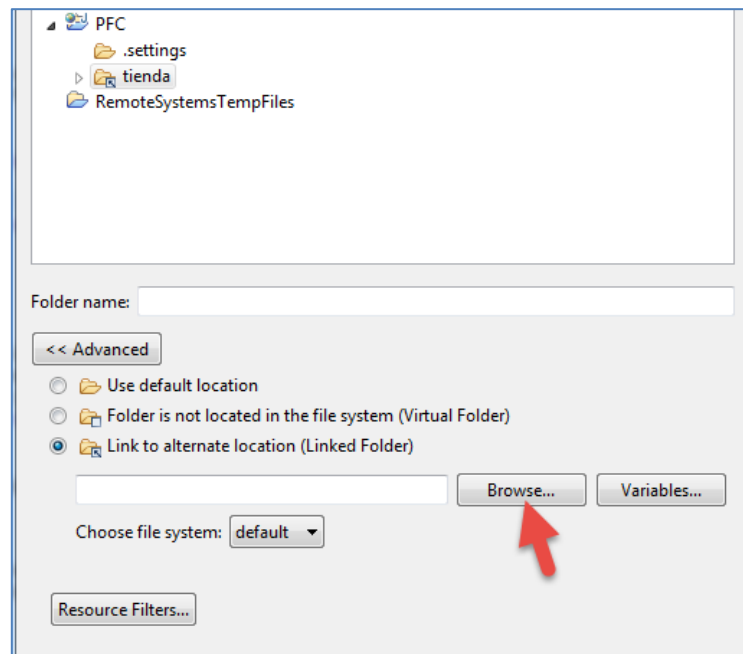 PFC
.settings
tienda
RemoteSystemsTempFiles
Folder name:
<< Advanced
Use default location
Folder is not located in the file system (Virtual Folder)
Link to alternate location (Linked Folder)
Browse... Variables...
Choose file system: default
Resource Filters...